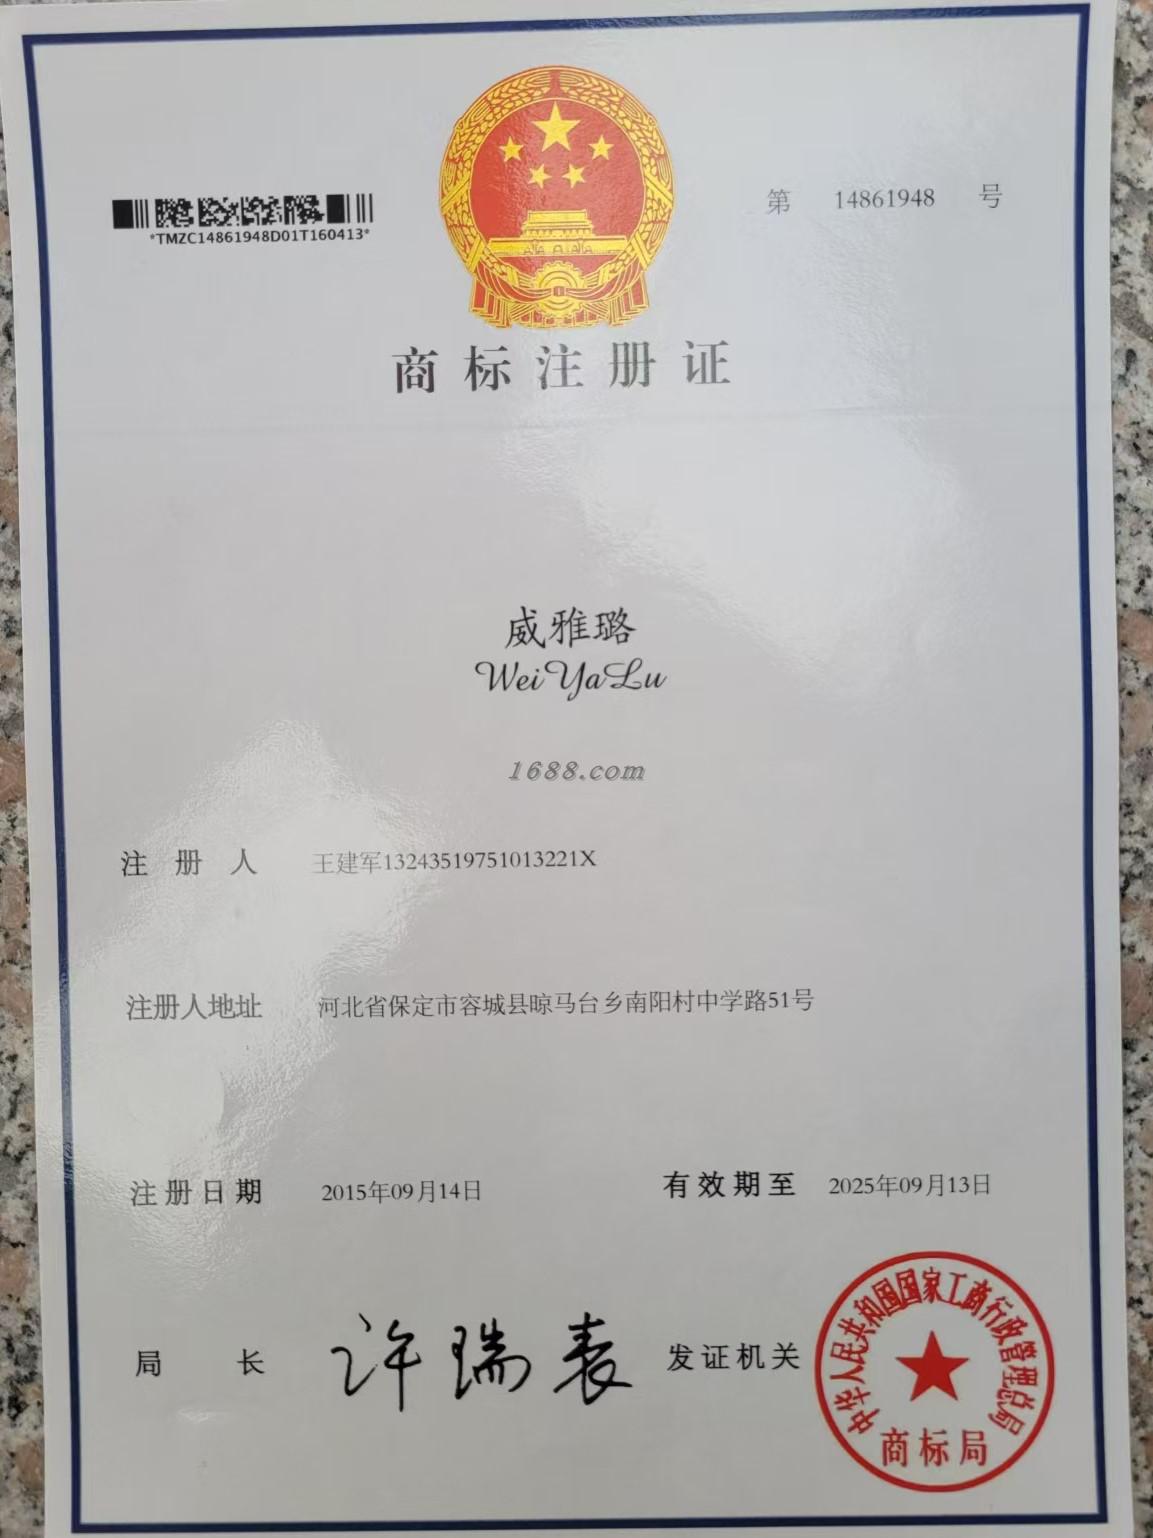 第 14861948 号
*TMZC14861948D01T160413*
商标注册证
威雅璐
WeiYaLu
1688.com
注册人 王建军13243519751013221X
注册人地址 河北省保定市容城县晾马台乡南阳村中学路51号
注册日期 2015年09月14日 有效期至 2025年09月13日
局长 许瑞表 发证机关
中华人民共和国国家工商行政管理总局
商标局